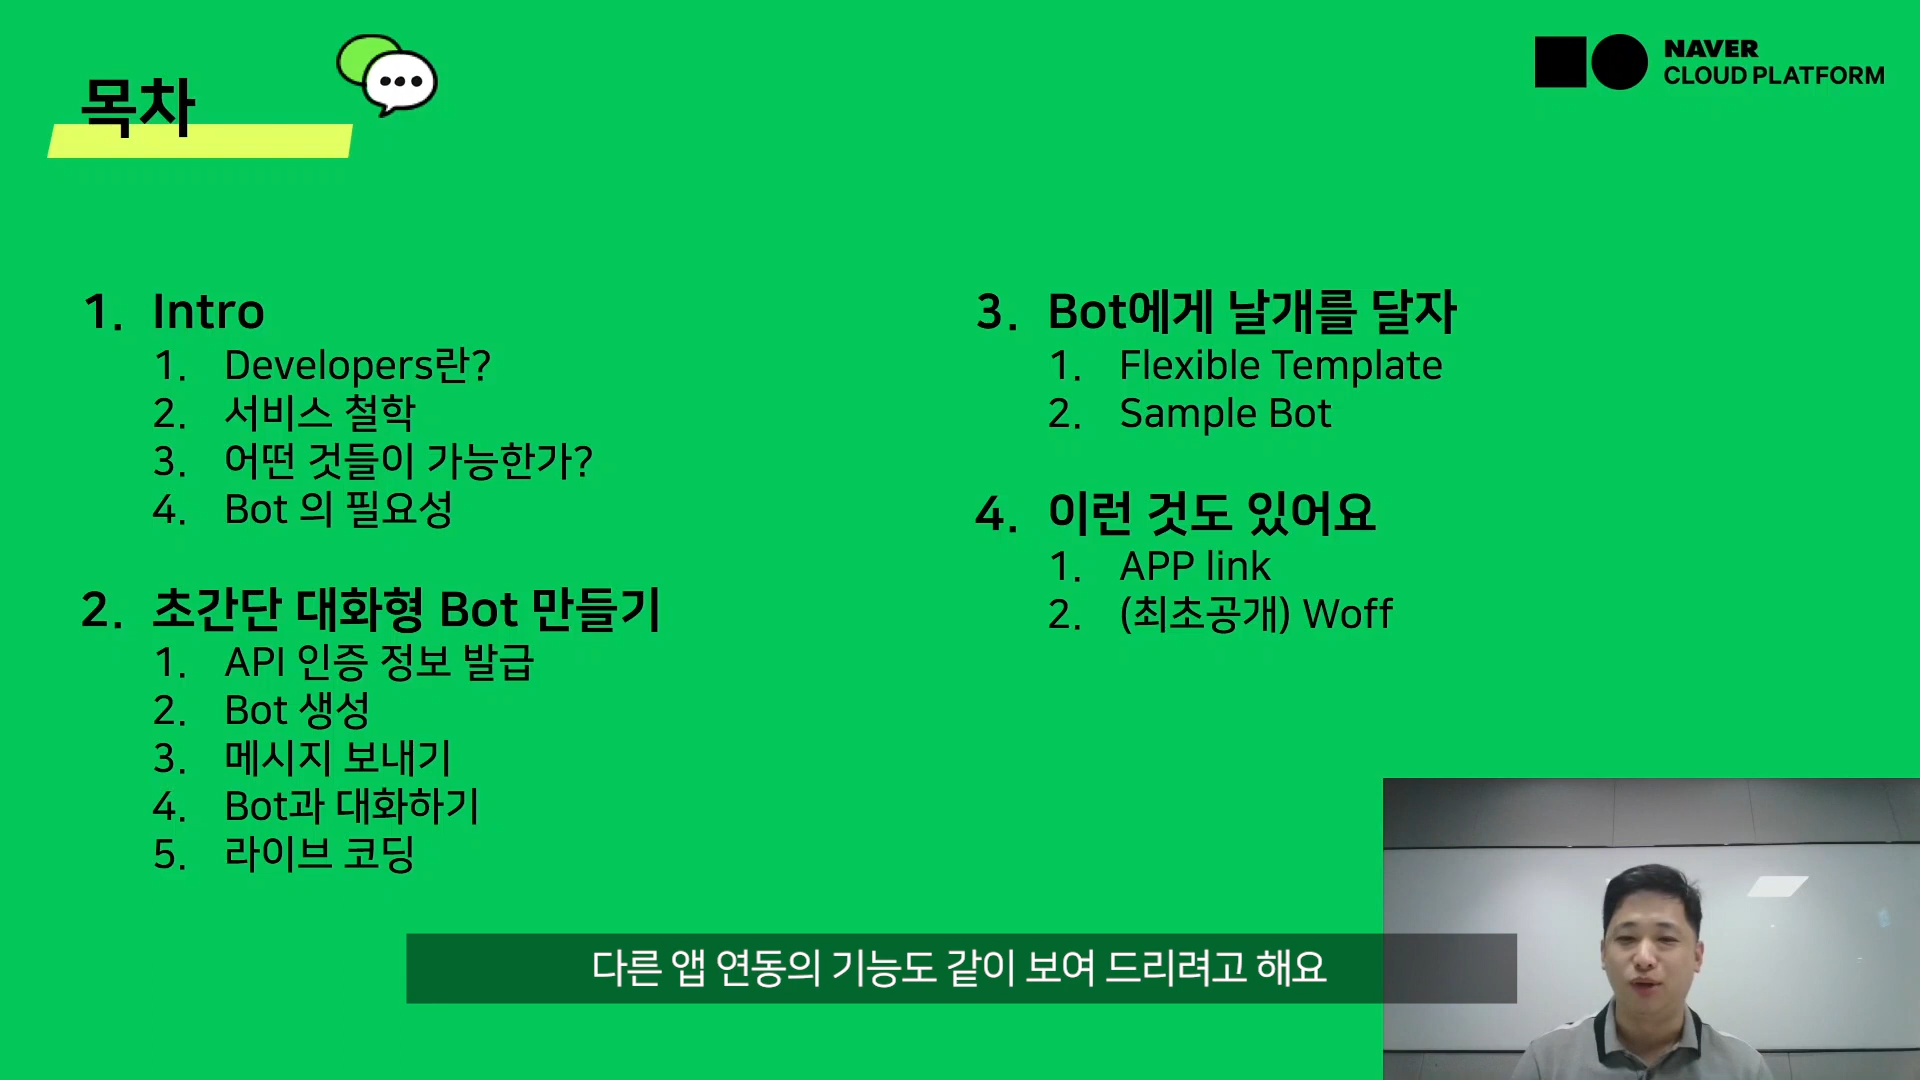 목차
NAVER
CLOUD PLATFORM
1. Intro
1. Developers란?
2. 서비스 철학
3. 어떤 것들이 가능한가?
4. Bot 의 필요성
2. 초간단 대화형 Bot 만들기
1. API 인증 정보 발급
2. Bot 생성
3. 메시지 보내기
4. Bot과 대화하기
5. 라이브 코딩
3. Bot에게 날개를 달자
1. Flexible Template
2. Sample Bot
4. 이런 것도 있어요
1. APP link
2. (최초공개) Woff
다른 앱 연동의 기능도 같이 보여 드리려고 해요